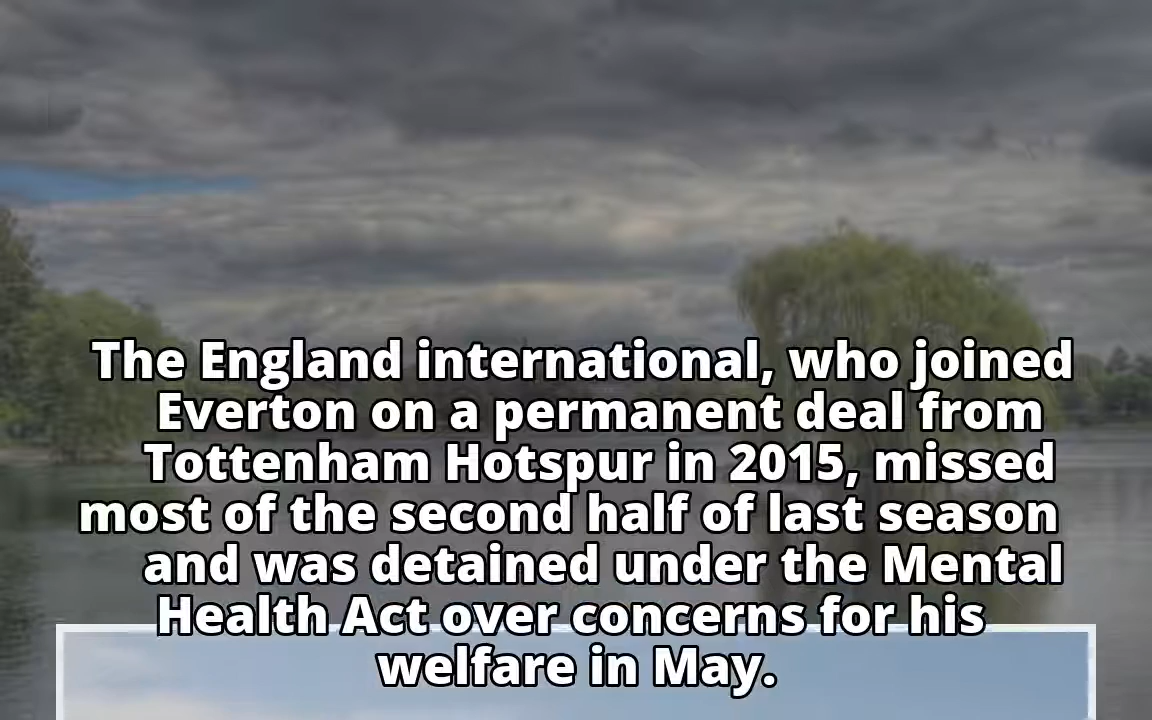 The England international, who joined
Everton on a permanent deal from
Tottenham Hotspur in 2015, missed
most of the second half of last season
and was detained under the Mental
Health Act over concerns for his
welfare in May.